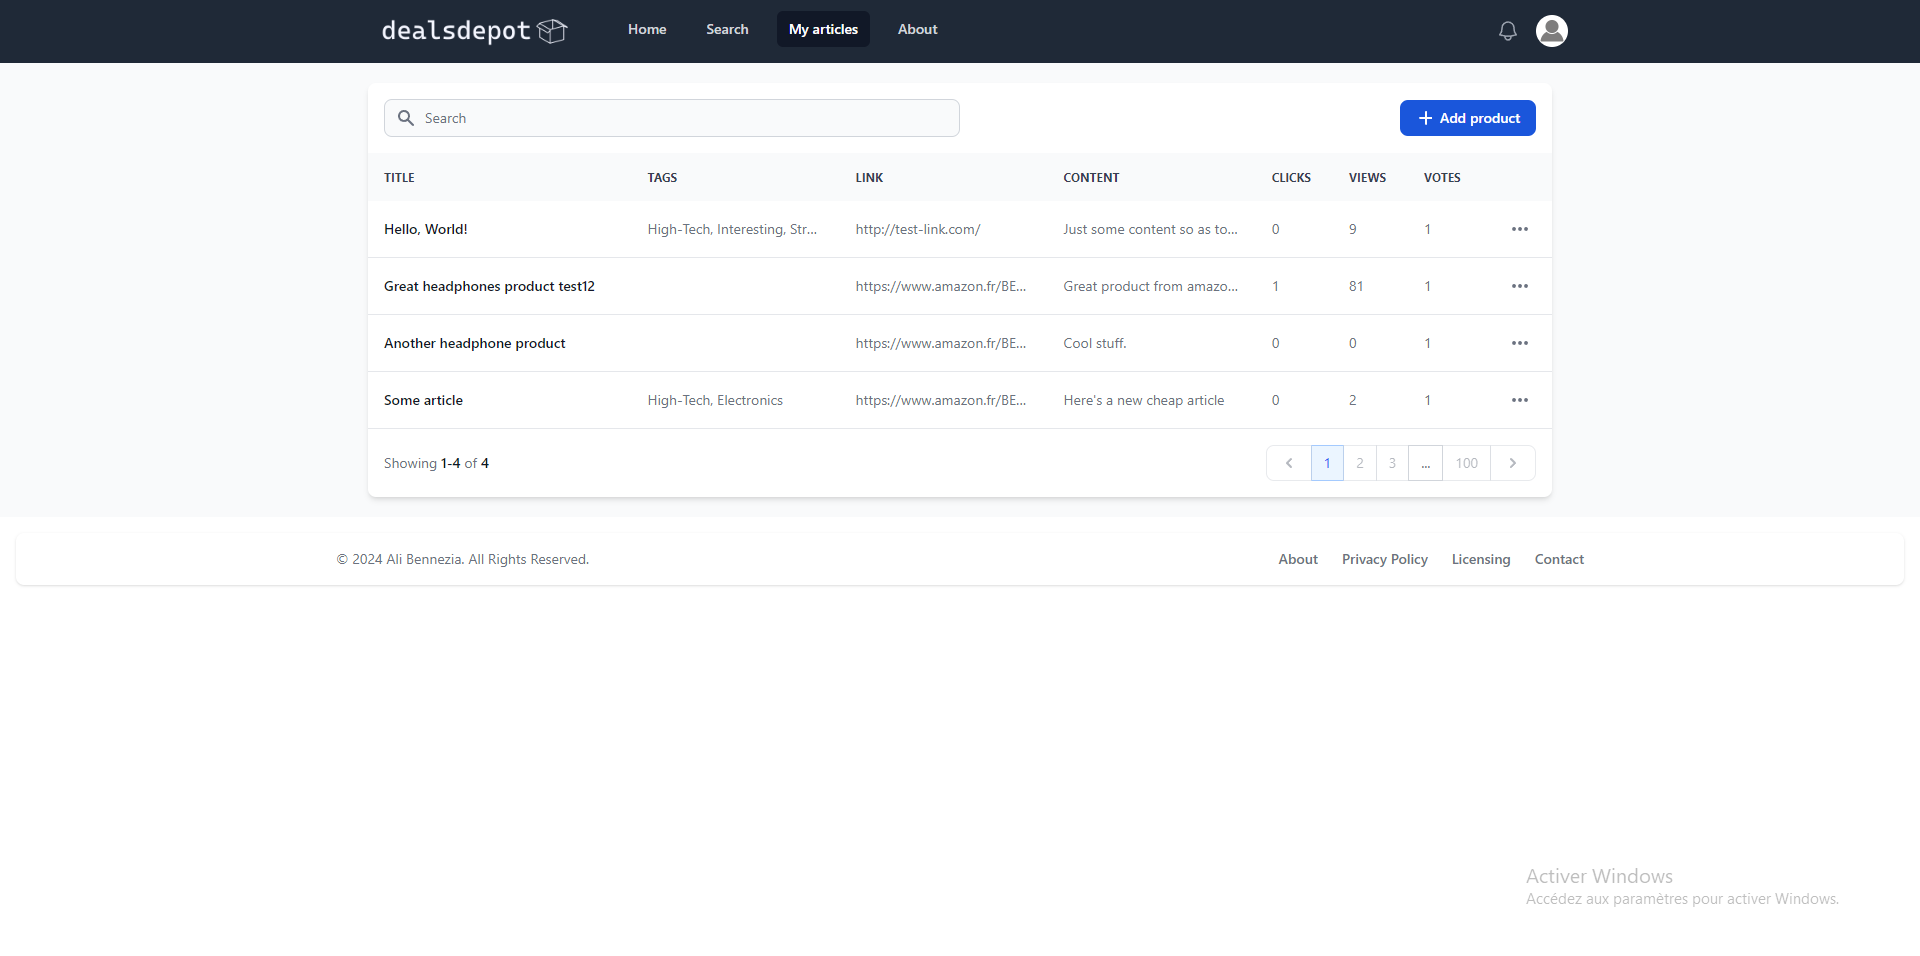 dealsdepot Home Search My articles About
Search + Add product
TITLE TAGS LINK CONTENT CLICKS VIEWS VOTES
Hello, World! High-Tech, Interesting, Str... http://test-link.com/ Just some content so as to... 0 9 1 •••
Great headphones product test12 https://www.amazon.fr/BE... Great product from amazo... 1 81 1 •••
Another headphone product https://www.amazon.fr/BE... Cool stuff. 0 0 1 •••
Some article High-Tech, Electronics https://www.amazon.fr/BE... Here's a new cheap article 0 2 1 •••
Showing 1-4 of 4 1 2 3 ... 100
© 2024 Ali Bennezia. All Rights Reserved. About Privacy Policy Licensing Contact
Activer Windows
Accédez aux paramètres pour activer Windows.